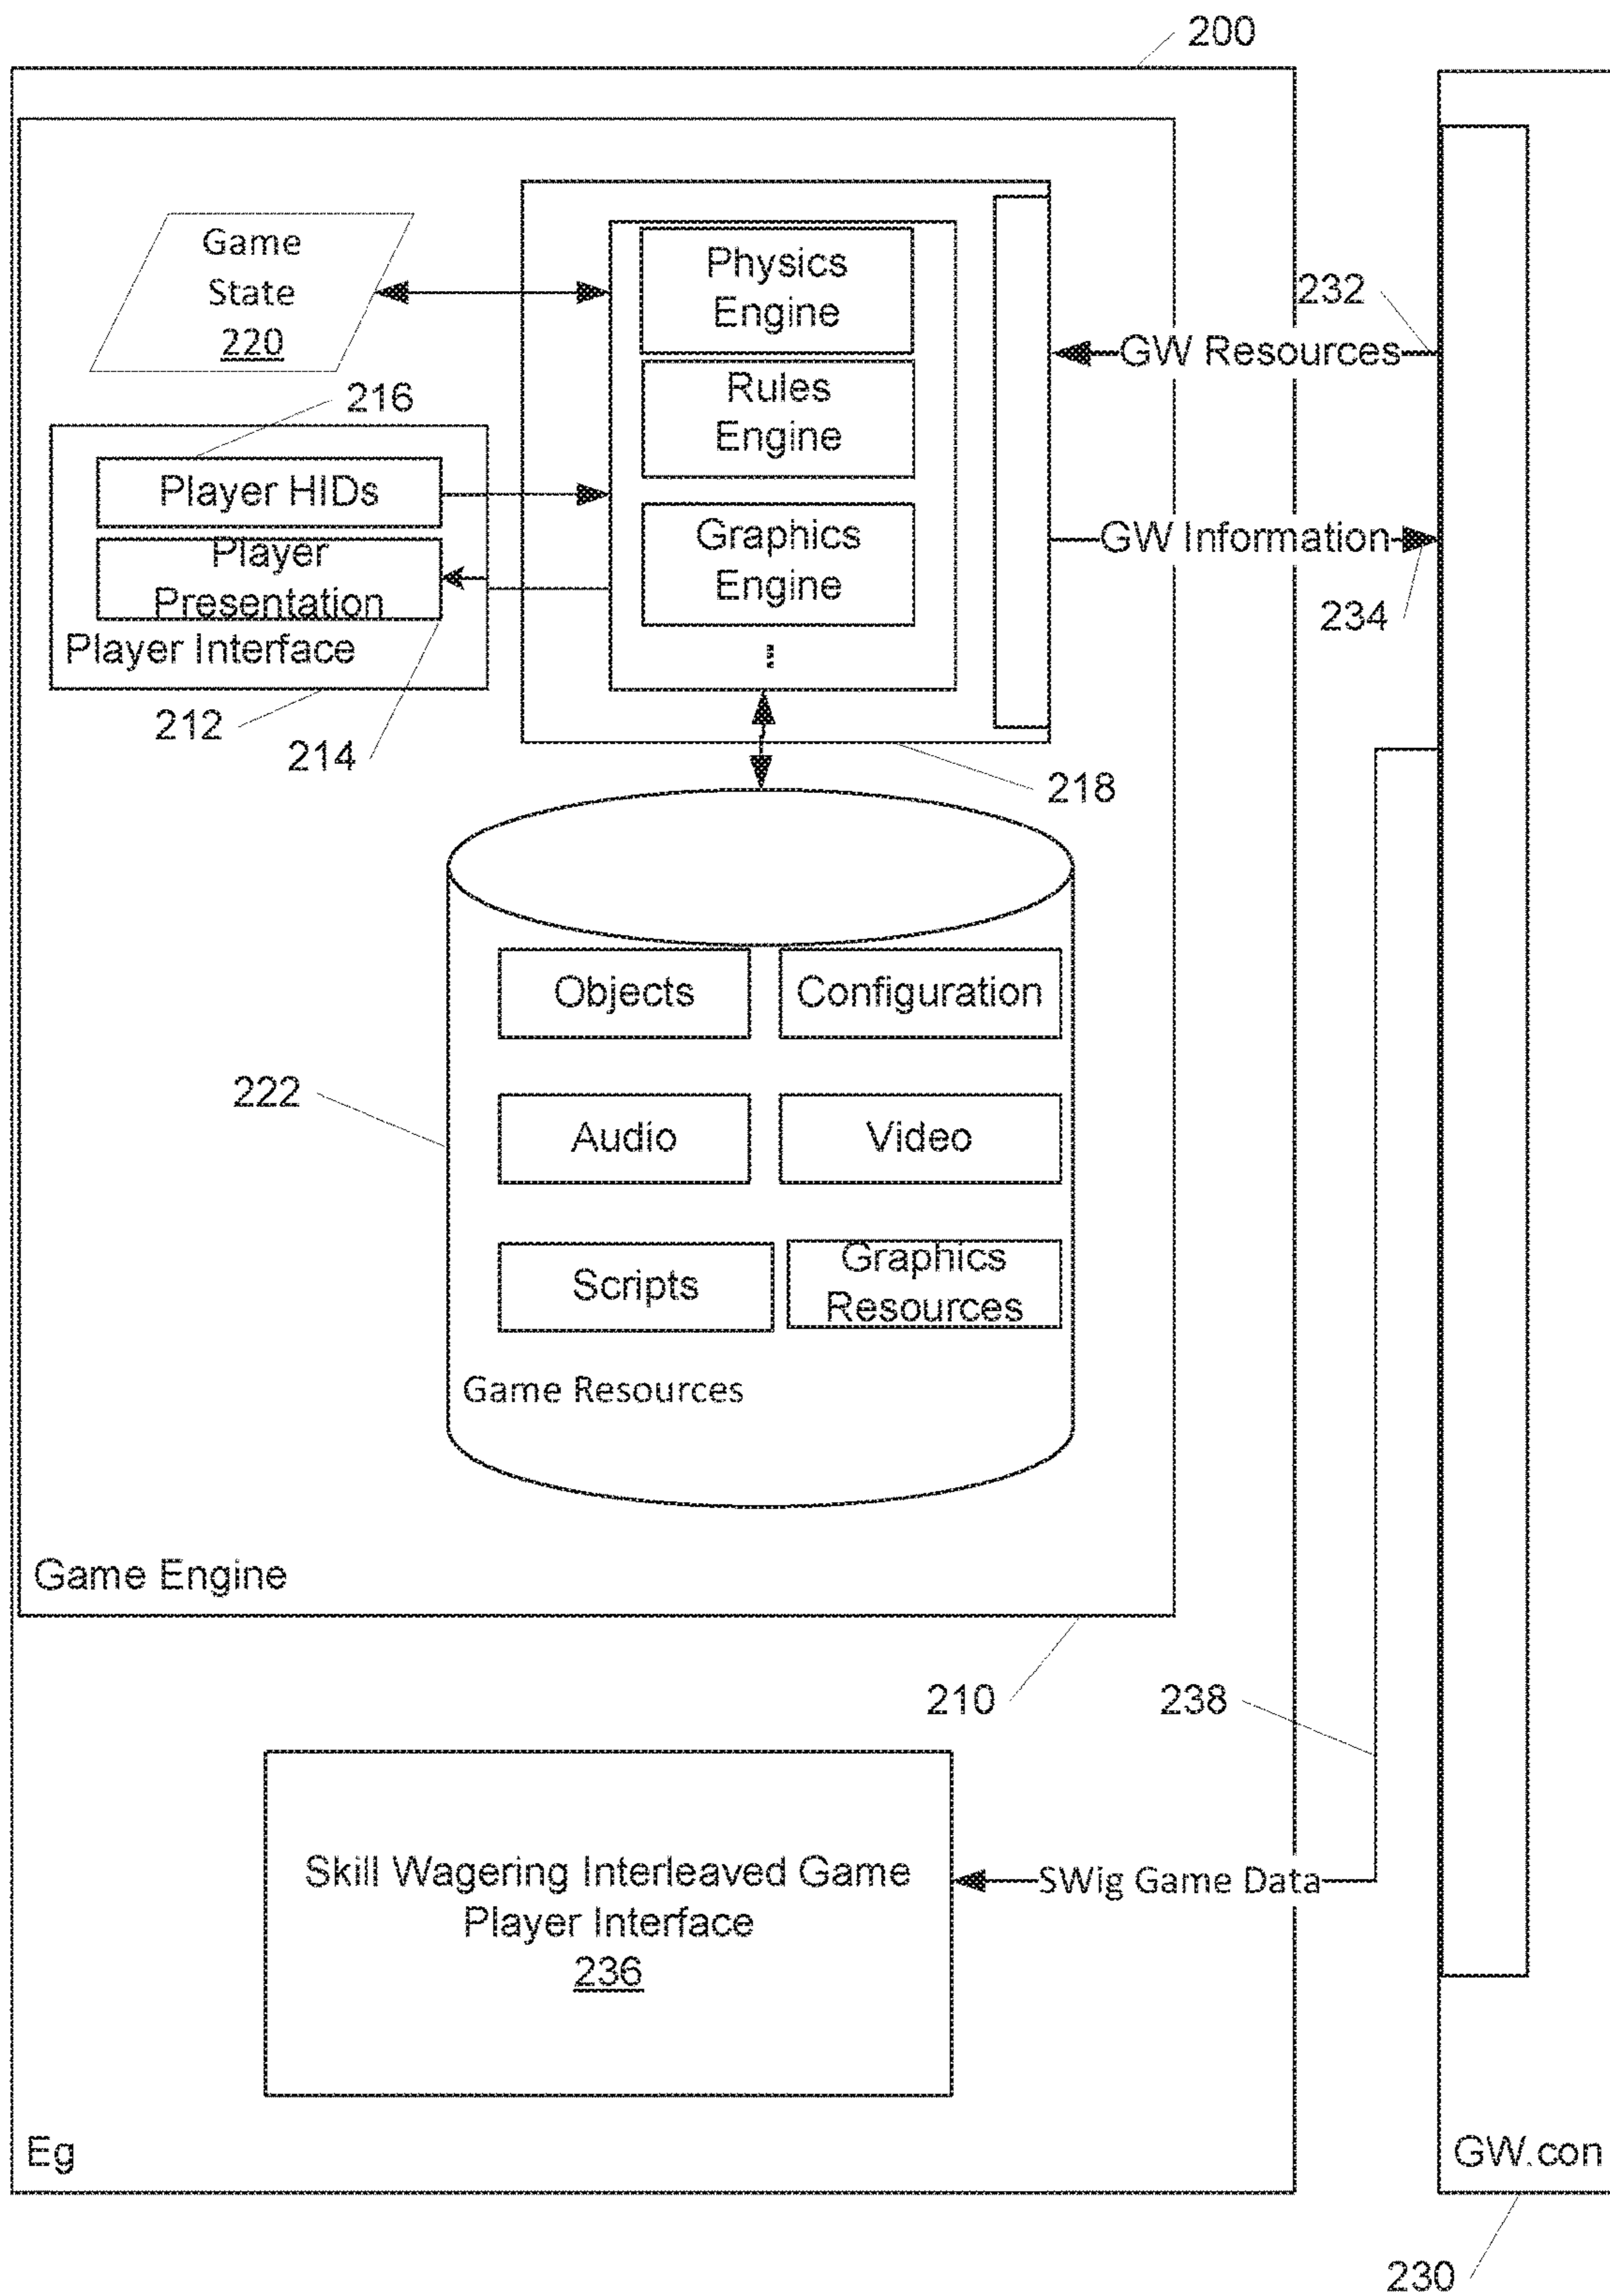 200
Game
State
220
Physics
Engine
232
GW Resources
Rules
Engine
216
Player HIDs
Graphics
Engine
GW Information
234
Player
Presentation
Player Interface
212
214
218
Objects
Configuration
222
Audio
Video
Scripts
Graphics
Resources
Game Resources
Game Engine
210
238
Skill Wagering Interleaved Game
Player Interface
236
SWig Game Data
Eg
GW.con
230